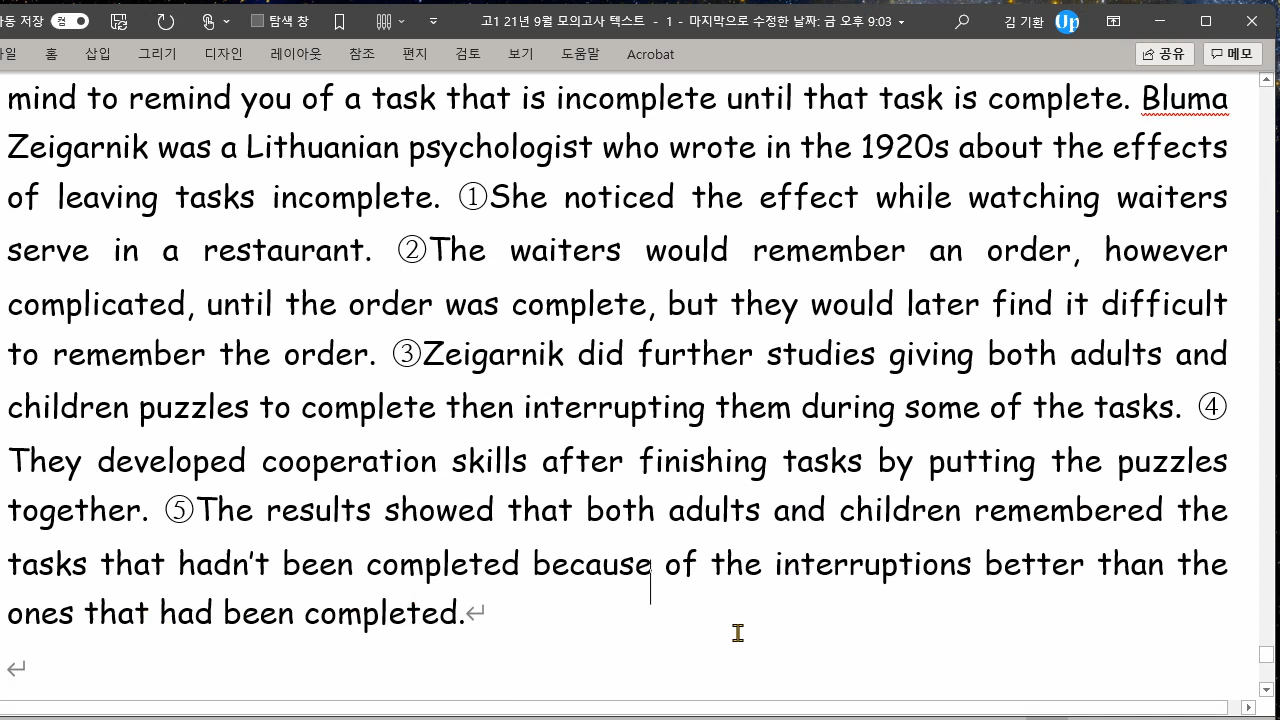 동 저장 컴 탐색 창 고1 21년 9월 모의고사 텍스트 - 1 - 마지막으로 수정한 날짜: 금 오후 9:03 김 기환 Up
홈 삽입 그리기 디자인 레이아웃 참조 편지 검토 보기 도움말 Acrobat 공유 메모
mind to remind you of a task that is incomplete until that task is complete. Bluma
Zeigarnik was a Lithuanian psychologist who wrote in the 1920s about the effects
of leaving tasks incomplete. ①She noticed the effect while watching waiters
serve in a restaurant. ②The waiters would remember an order, however
complicated, until the order was complete, but they would later find it difficult
to remember the order. ③Zeigarnik did further studies giving both adults and
children puzzles to complete then interrupting them during some of the tasks. ④
They developed cooperation skills after finishing tasks by putting the puzzles
together. ⑤The results showed that both adults and children remembered the
tasks that hadn't been completed because of the interruptions better than the
ones that had been completed.